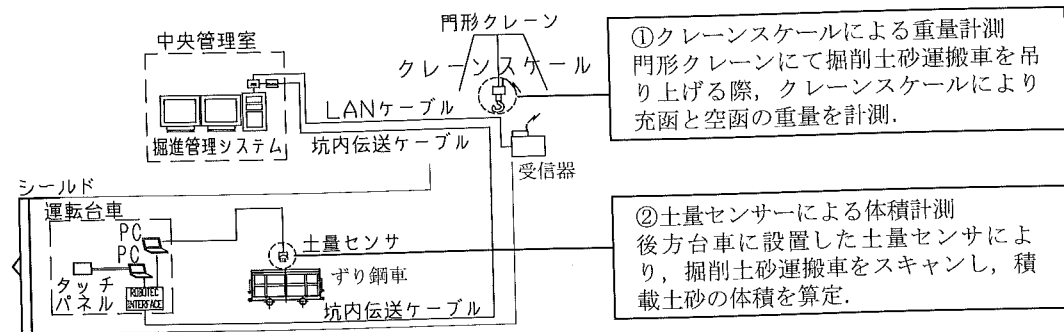 中央管理室
掘進管理システム
門形クレーン
クレーンスケール
LANケーブル
坑内伝送ケーブル
受信器
①クレーンスケールによる重量計測
門形クレーンにて掘削土砂運搬車を吊
り上げる際，クレーンスケールにより
充函と空函の重量を計測．
シールド
運転台車
PC
PC
タッチ
パネル
ROBOTEC
INTERFACE
土量センサ
ずり鋼車
坑内伝送ケーブル
②土量センサーによる体積計測
後方台車に設置した土量センサによ
り，掘削土砂運搬車をスキャンし，積
載土砂の体積を算定．